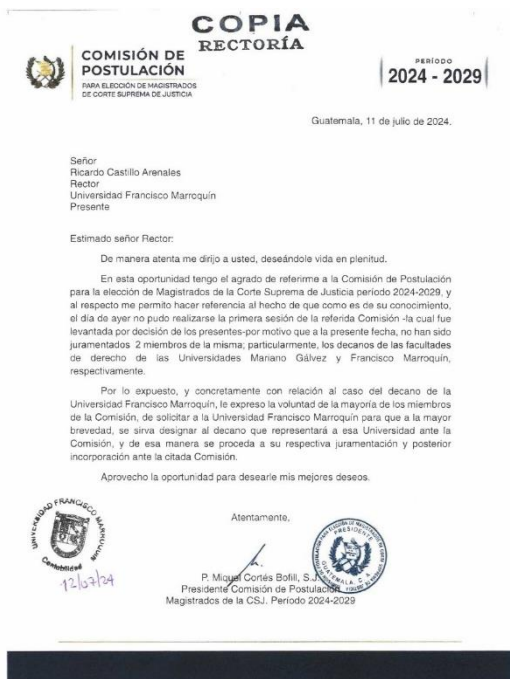 COPIA
RECTORÍA
COMISIÓN DE
POSTULACIÓN
PARA ELECCIÓN DE MAGISTRADOS
DE CORTE SUPREMA DE JUSTICIA
PERÍODO
2024 - 2029
Guatemala, 11 de julio de 2024.
Señor
Ricardo Castillo Arenales
Rector
Universidad Francisco Marroquín
Presente
Estimado señor Rector:
De manera atenta me dirijo a usted, deseándole vida en plenitud.
En esta oportunidad tengo el agrado de referirme a la Comisión de Postulación
para la elección de Magistrados de la Corte Suprema de Justicia período 2024-2029, y
al respecto me permito hacer referencia al hecho de que como es de su conocimiento,
el día de ayer no pudo realizarse la primera sesión de la referida Comisión -la cual fue
levantada por decisión de los presentes-por motivo que a la presente fecha, no han sido
juramentados 2 miembros de la misma; particularmente, los decanos de las facultades
de derecho de las Universidades Mariano Gálvez y Francisco Marroquín,
respectivamente.
Por lo expuesto, y concretamente con relación al caso del decano de la
Universidad Francisco Marroquín, le expreso la voluntad de la mayoría de los miembros
de la Comisión, de solicitar a la Universidad Francisco Marroquín para que a la mayor
brevedad, se sirva designar al decano que representará a esa Universidad ante la
Comisión, y de esa manera se proceda a su respectiva juramentación y posterior
incorporación ante la citada Comisión.
Aprovecho la oportunidad para desearle mis mejores deseos.
Atentamente,
UNIVERSIDAD FRANCISCO MARROQUIN
Contabilidad
12/07/24
PRESIDENTE
GUATEMALA, C. A.
P. Miguel Cortés Bofill, S.J.
Presidente Comisión de Postulación
Magistrados de la CSJ. Período 2024-2029